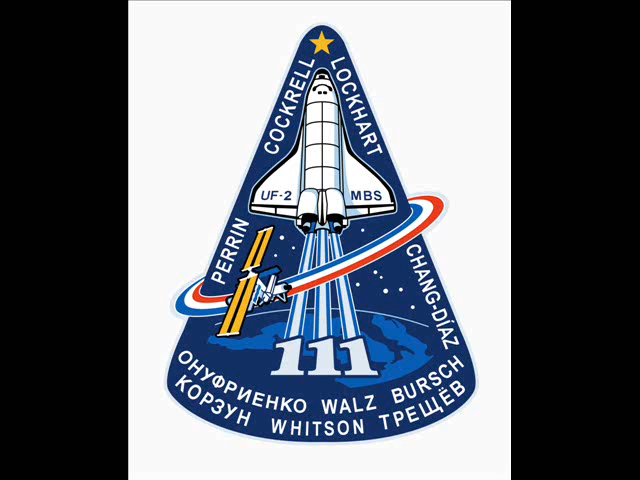 COCKRELL
LOCKHART
UF-2 MBS
PERRIN
CHANG-DÍAZ
111
ОНУФРИЕНКО WALZ BURSCH
КОРЗУН WHITSON ТРЕЩЁВ